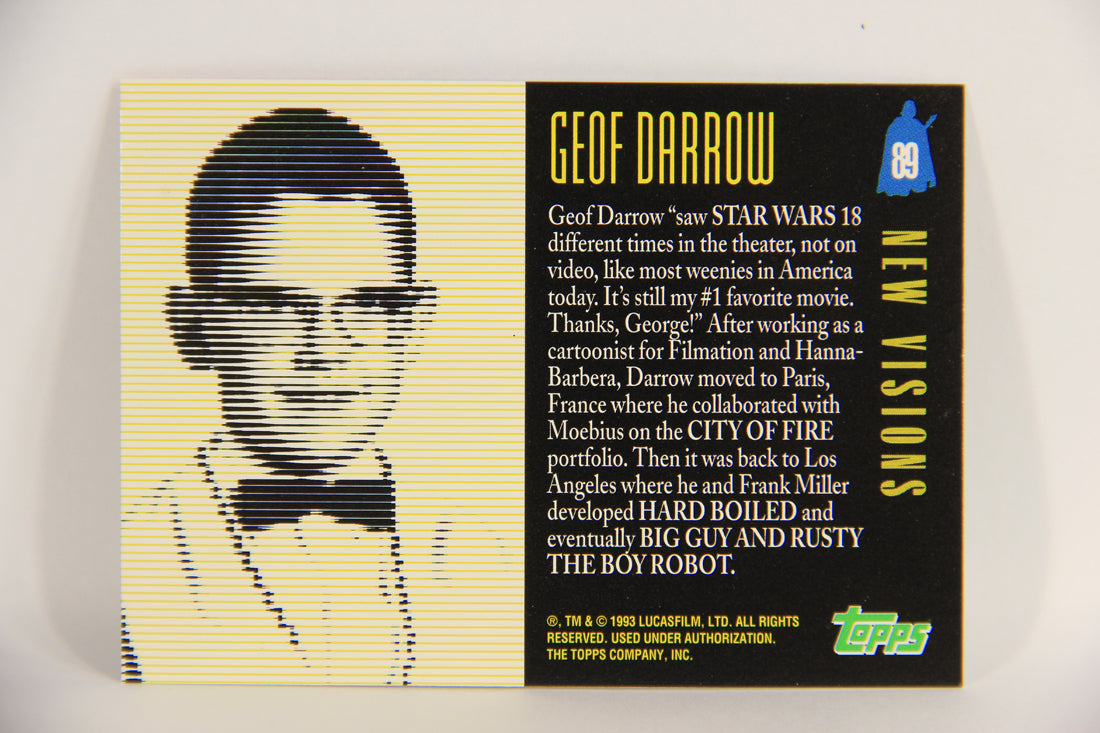 GEOF DARROW
Geof Darrow “saw STAR WARS 18
different times in the theater, not on
video, like most weenies in America
today. It’s still my #1 favorite movie.
Thanks, George!” After working as a
cartoonist for Filmation and Hanna-
Barbera, Darrow moved to Paris,
France where he collaborated with
Moebius on the CITY OF FIRE
portfolio. Then it was back to Los
Angeles where he and Frank Miller
developed HARD BOILED and
eventually BIG GUY AND RUSTY
THE BOY ROBOT.
®, TM & © 1993 LUCASFILM, LTD. ALL RIGHTS
RESERVED. USED UNDER AUTHORIZATION.
THE TOPPS COMPANY, INC.
89
NEW VISIONS
topps